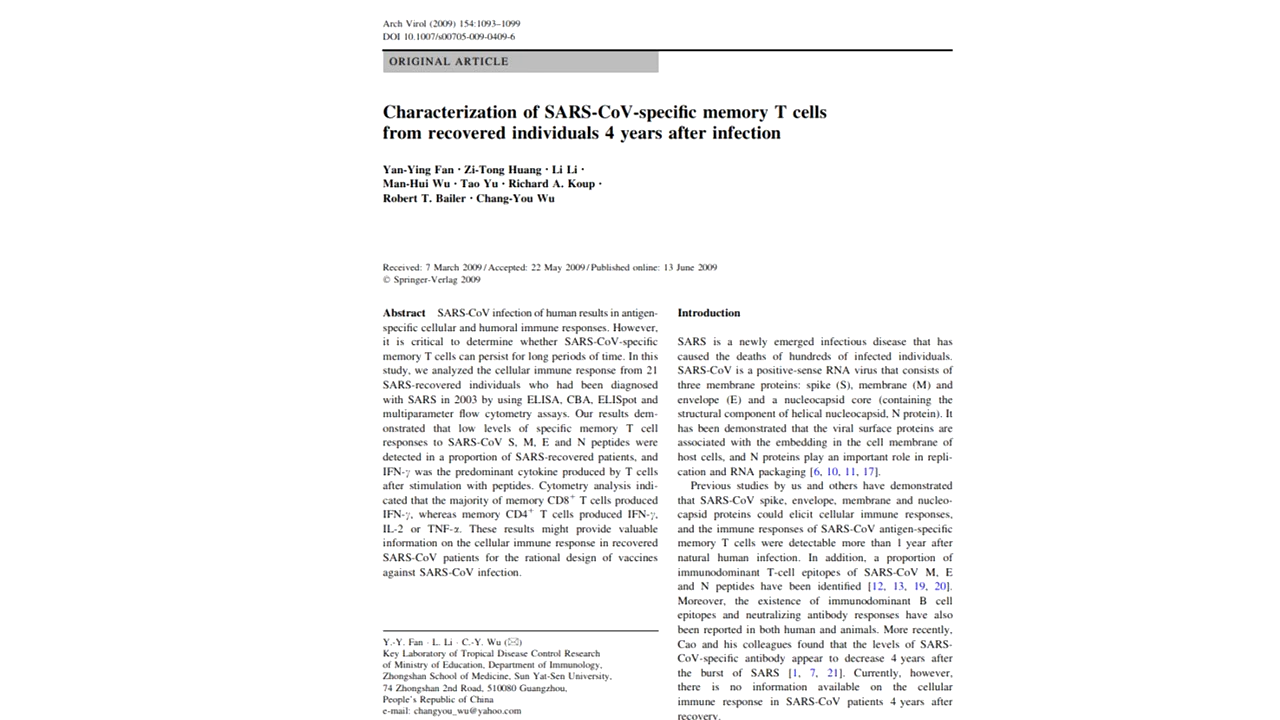 Arch Virol (2009) 154:1093–1099
DOI 10.1007/s00705-009-0409-6
ORIGINAL ARTICLE
Characterization of SARS-CoV-specific memory T cells
from recovered individuals 4 years after infection
Yan-Ying Fan · Zi-Tong Huang · Li Li ·
Man-Hui Wu · Tao Yu · Richard A. Koup ·
Robert T. Bailer · Chang-You Wu
Received: 7 March 2009 / Accepted: 22 May 2009 / Published online: 13 June 2009
© Springer-Verlag 2009
Abstract SARS-CoV infection of human results in antigen-
specific cellular and humoral immune responses. However,
it is critical to determine whether SARS-CoV-specific
memory T cells can persist for long periods of time. In this
study, we analyzed the cellular immune response from 21
SARS-recovered individuals who had been diagnosed
with SARS in 2003 by using ELISA, CBA, ELISpot and
multiparameter flow cytometry assays. Our results dem-
onstrated that low levels of specific memory T cell
responses to SARS-CoV S, M, E and N peptides were
detected in a proportion of SARS-recovered patients, and
IFN-γ was the predominant cytokine produced by T cells
after stimulation with peptides. Cytometry analysis indi-
cated that the majority of memory CD8⁺ T cells produced
IFN-γ, whereas memory CD4⁺ T cells produced IFN-γ,
IL-2 or TNF-α. These results might provide valuable
information on the cellular immune response in recovered
SARS-CoV patients for the rational design of vaccines
against SARS-CoV infection.
Y.-Y. Fan · L. Li · C.-Y. Wu (✉)
Key Laboratory of Tropical Disease Control Research
of Ministry of Education, Department of Immunology,
Zhongshan School of Medicine, Sun Yat-Sen University,
74 Zhongshan 2nd Road, 510080 Guangzhou,
People's Republic of China
e-mail: changyou_wu@yahoo.com
Introduction
SARS is a newly emerged infectious disease that has
caused the deaths of hundreds of infected individuals.
SARS-CoV is a positive-sense RNA virus that consists of
three membrane proteins: spike (S), membrane (M) and
envelope (E) and a nucleocapsid core (containing the
structural component of helical nucleocapsid, N protein). It
has been demonstrated that the viral surface proteins are
associated with the embedding in the cell membrane of
host cells, and N proteins play an important role in repli-
cation and RNA packaging [6, 10, 11, 17].
Previous studies by us and others have demonstrated
that SARS-CoV spike, envelope, membrane and nucleo-
capsid proteins could elicit cellular immune responses,
and the immune responses of SARS-CoV antigen-specific
memory T cells were detectable more than 1 year after
natural human infection. In addition, a proportion of
immunodominant T-cell epitopes of SARS-CoV M, E
and N peptides have been identified [12, 13, 19, 20].
Moreover, the existence of immunodominant B cell
epitopes and neutralizing antibody responses have also
been reported in both human and animals. More recently,
Cao and his colleagues found that the levels of SARS-
CoV-specific antibody appear to decrease 4 years after
the burst of SARS [1, 7, 21]. Currently, however,
there is no information available on the cellular
immune response in SARS-CoV patients 4 years after
recovery.